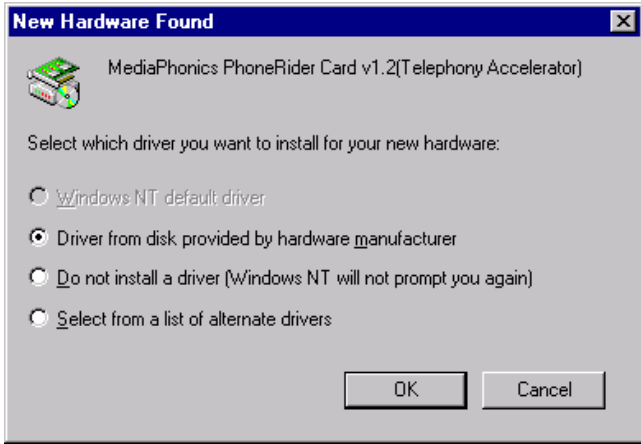 New Hardware Found
MediaPhonics PhoneRider Card v1.2(Telephony Accelerator)
Select which driver you want to install for your new hardware:
Windows NT default driver
Driver from disk provided by hardware manufacturer
Do not install a driver (Windows NT will not prompt you again)
Select from a list of alternate drivers
OK Cancel